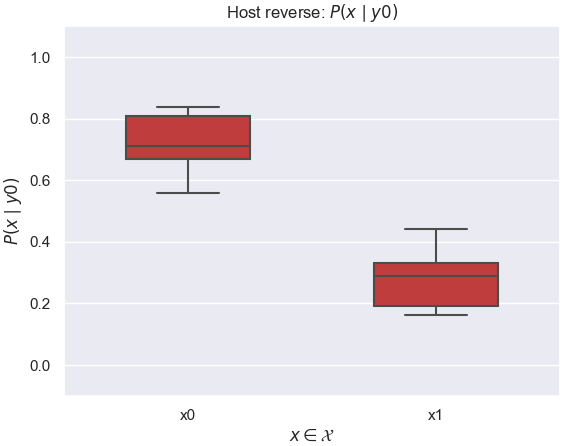 Host reverse: P(x | y0)
P(x | y0)
1.0
0.8
0.6
0.4
0.2
0.0
x0 x1
x ∈ 𝒳